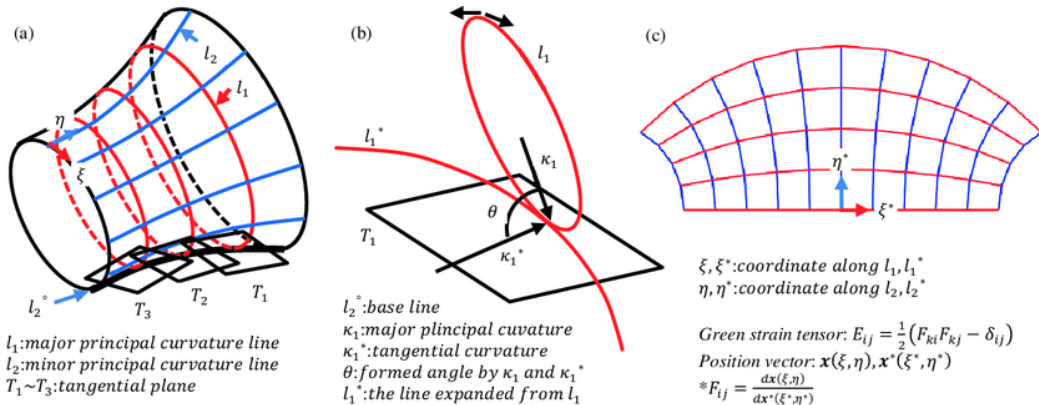 (a)
l₂
l₁
η
ξ
l₂°
T₃
T₂
T₁
l₁:major principal curvature line
l₂:minor principal curvature line
T₁~T₃:tangential plane
(b)
l₁
l₁*
κ₁
θ
T₁
κ₁*
l₂°:base line
κ₁:major plincipal cuvature
κ₁*:tangential curvature
θ:formed angle by κ₁ and κ₁*
l₁*:the line expanded from l₁
(c)
η*
ξ*
ξ,ξ*:coordinate along l₁,l₁*
η,η*:coordinate along l₂,l₂*
Green strain tensor: Eᵢⱼ = 1/2 (FₖᵢFₖⱼ − δᵢⱼ)
Position vector: x(ξ,η), x*(ξ*,η*)
*Fᵢⱼ = dx(ξ,η)/dx*(ξ*,η*)